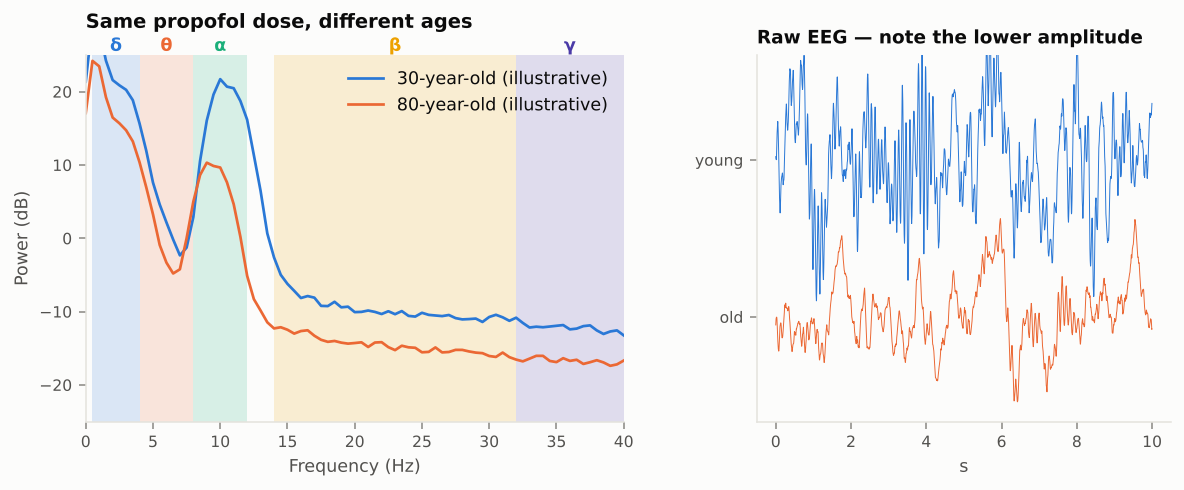 Same propofol dose, different ages
δ θ α β γ
30-year-old (illustrative)
80-year-old (illustrative)
20
10
0
−10
−20
Power (dB)
0 5 10 15 20 25 30 35 40
Frequency (Hz)
Raw EEG — note the lower amplitude
young
old
0 2 4 6 8 10
s